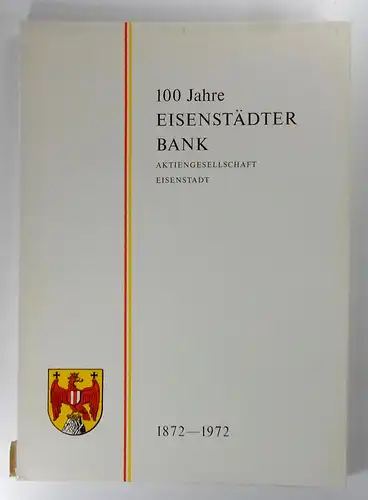 100 Jahre
EISENSTÄDTER
BANK
AKTIENGESELLSCHAFT
EISENSTADT
1872—1972